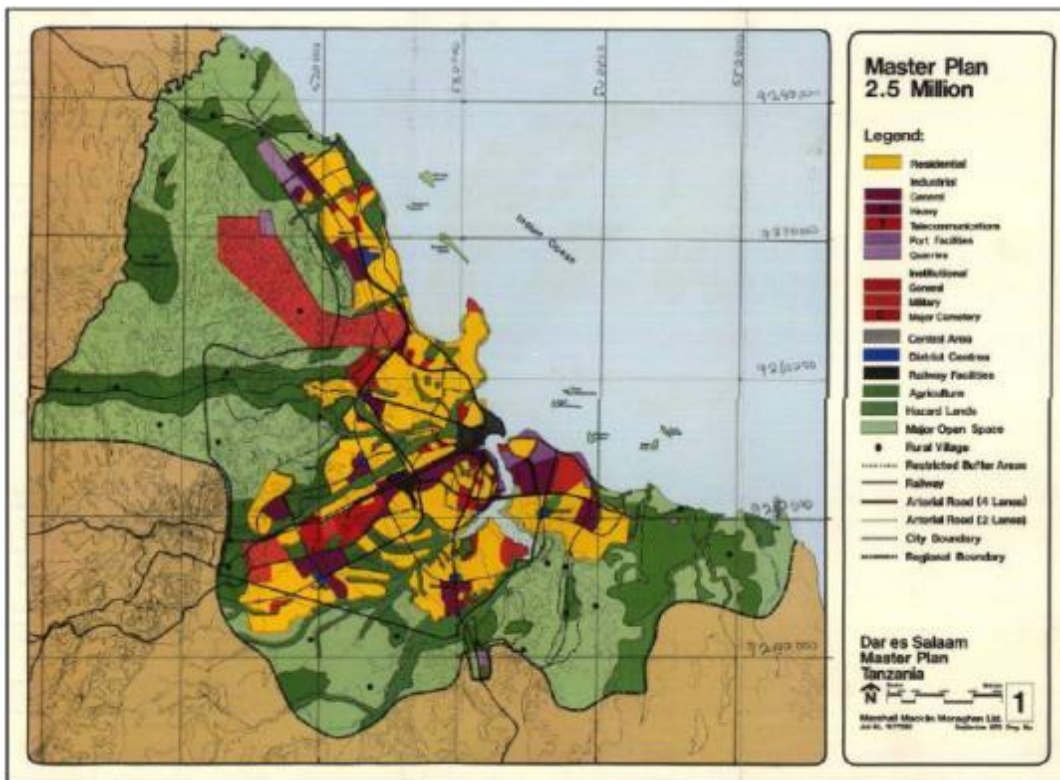 Master Plan
2.5 Million
Legend:
Residential
Industrial
General
Heavy
Telecommunications
Port Facilities
Quarries
Institutional
General
Military
Major Cemetery
Central Area
District Centres
Railway Facilities
Agriculture
Hazard Lands
Major Open Space
Rural Village
Restricted Buffer Areas
Railway
Arterial Road (4 Lanes)
Arterial Road (2 Lanes)
City Boundary
Regional Boundary
Indian Ocean
520000
9240000
Dar es Salaam
Master Plan
Tanzania
N
Marshall Macklin Monaghan Ltd.
1